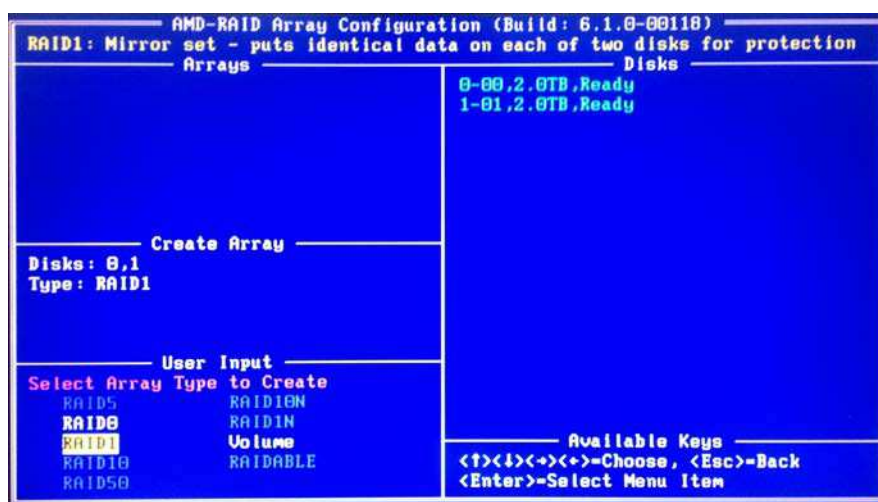 AMD-RAID Array Configuration (Build: 6.1.0-00118)
RAID1: Mirror set - puts identical data on each of two disks for protection
Arrays
Disks
0-00,2.0TB,Ready
1-01,2.0TB,Ready
Create Array
Disks: 0,1
Type: RAID1
User Input
Select Array Type to Create
RAID5 RAID10N
RAID0 RAID1N
RAID1 Volume
RAID10 RAIDABLE
RAID50
Available Keys
<↑><↓><→><←>=Choose, <Esc>=Back
<Enter>=Select Menu Item